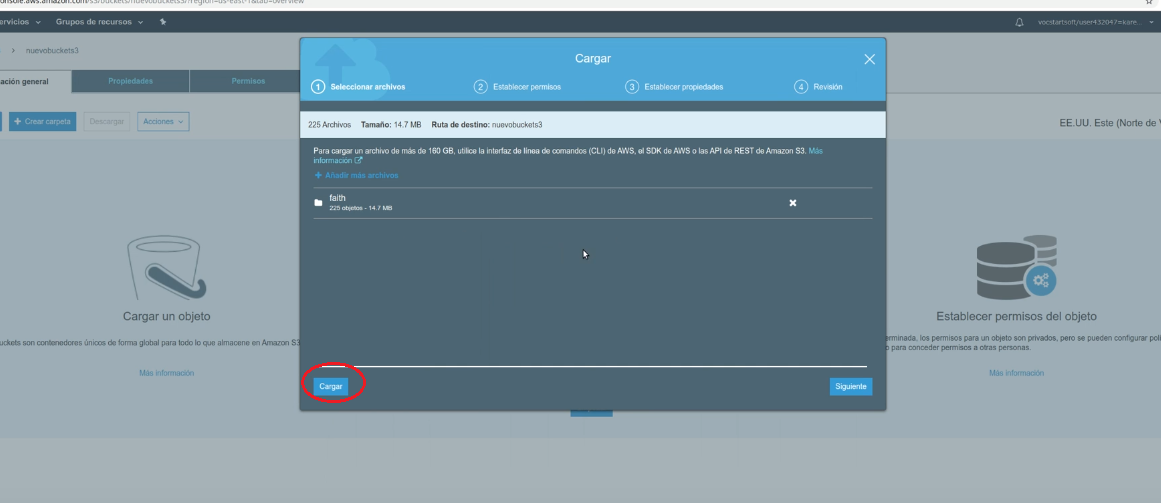 console.aws.amazon.com/s3/buckets/nuevobuckets3/?region=us-east-1&tab=overview
ervicios Grupos de recursos
vocstartsoft/user432047=kare...
> nuevobuckets3
ación general Propiedades Permisos
+ Crear carpeta Descargar Acciones
EE.UU. Este (Norte de V
Cargar
1 Seleccionar archivos 2 Establecer permisos 3 Establecer propiedades 4 Revisión
225 Archivos Tamaño: 14.7 MB Ruta de destino: nuevobuckets3
Para cargar un archivo de más de 160 GB, utilice la interfaz de línea de comandos (CLI) de AWS, el SDK de AWS o las API de REST de Amazon S3. Más
información
+ Añadir más archivos
faith
225 objetos - 14.7 MB
Cargar Siguiente
Cargar un objeto
uckets son contenedores únicos de forma global para todo lo que almacene en Amazon S3
Más información
Establecer permisos del objeto
erminada, los permisos para un objeto son privados, pero se pueden configurar polí
o para conceder permisos a otras personas.
Más información